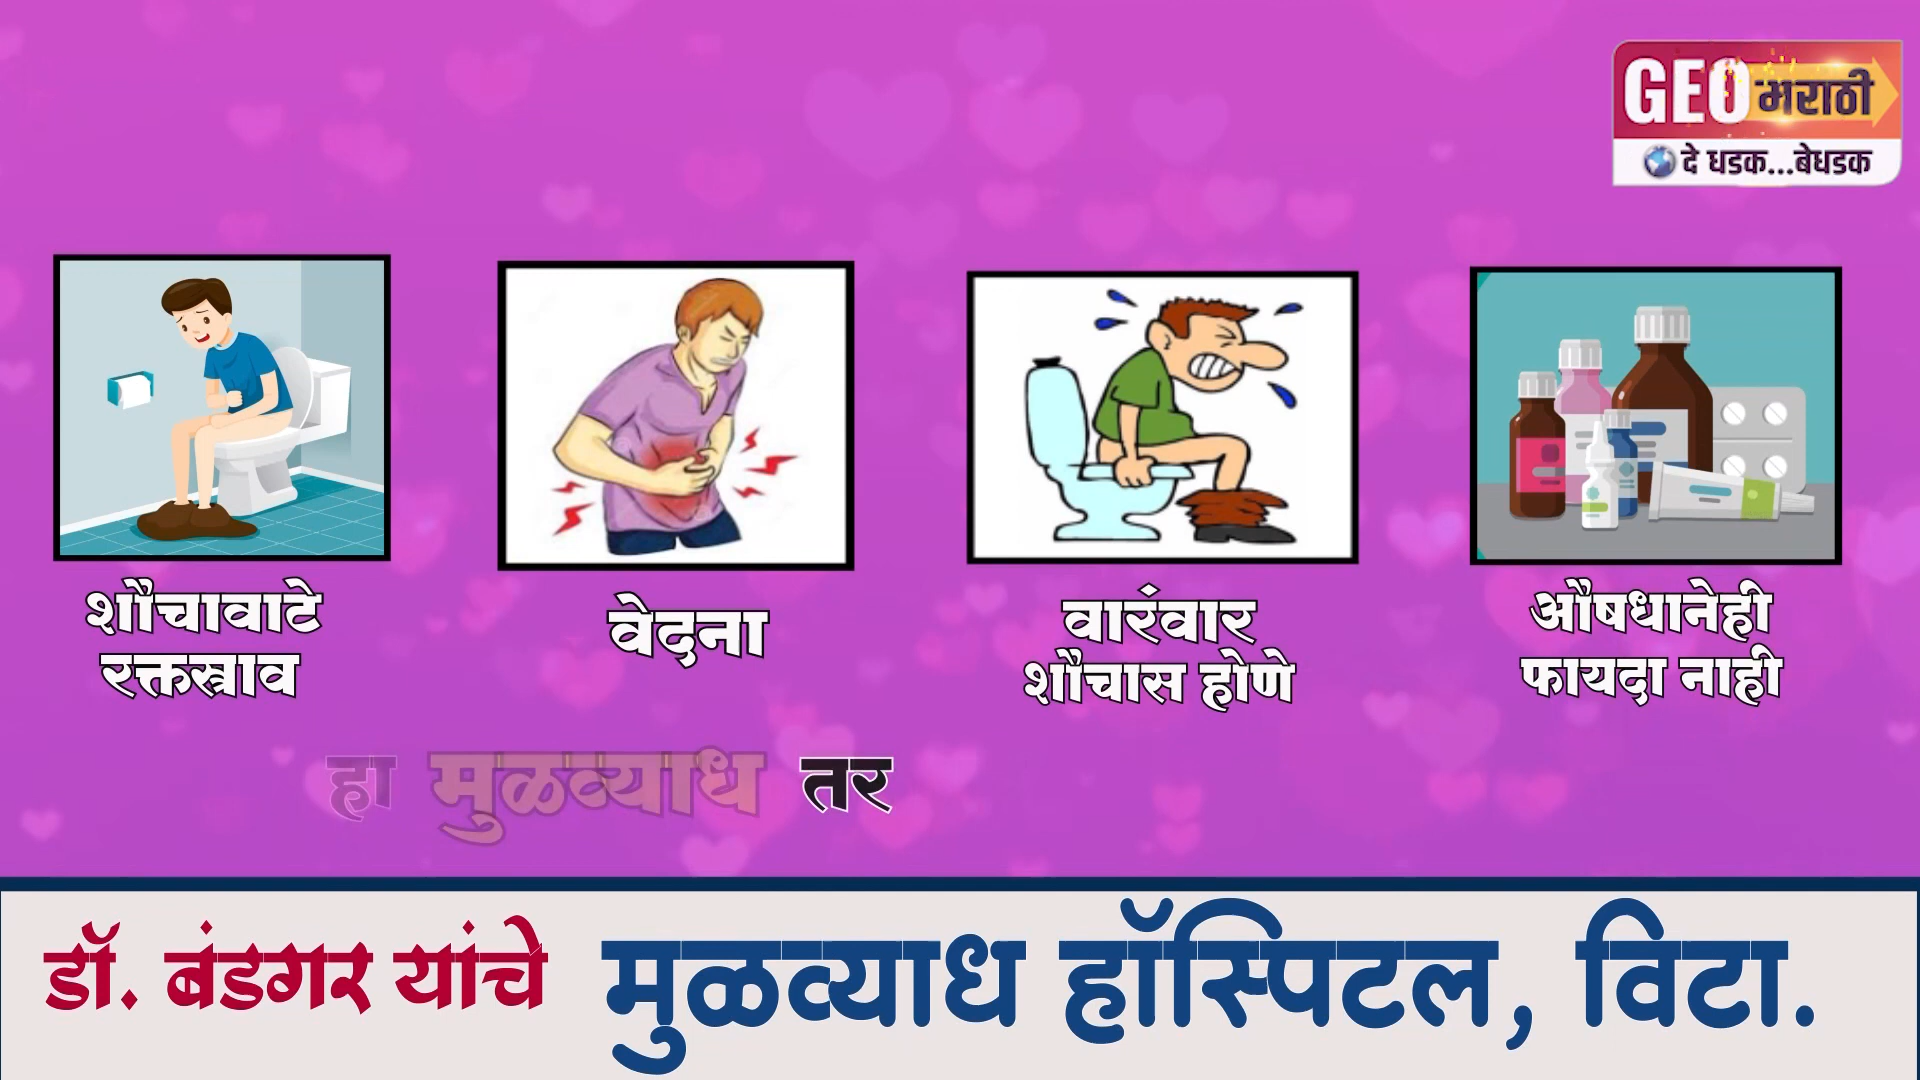 GEO मराठी
दे धडक...बेधडक
शौचावाटे
रक्तस्राव
वेदना
वारंवार
शौचास होणे
औषधानेही
फायदा नाही
हा मुळव्याध तर
डॉ. बंडगर यांचे मुळव्याध हॉस्पिटल, विटा.